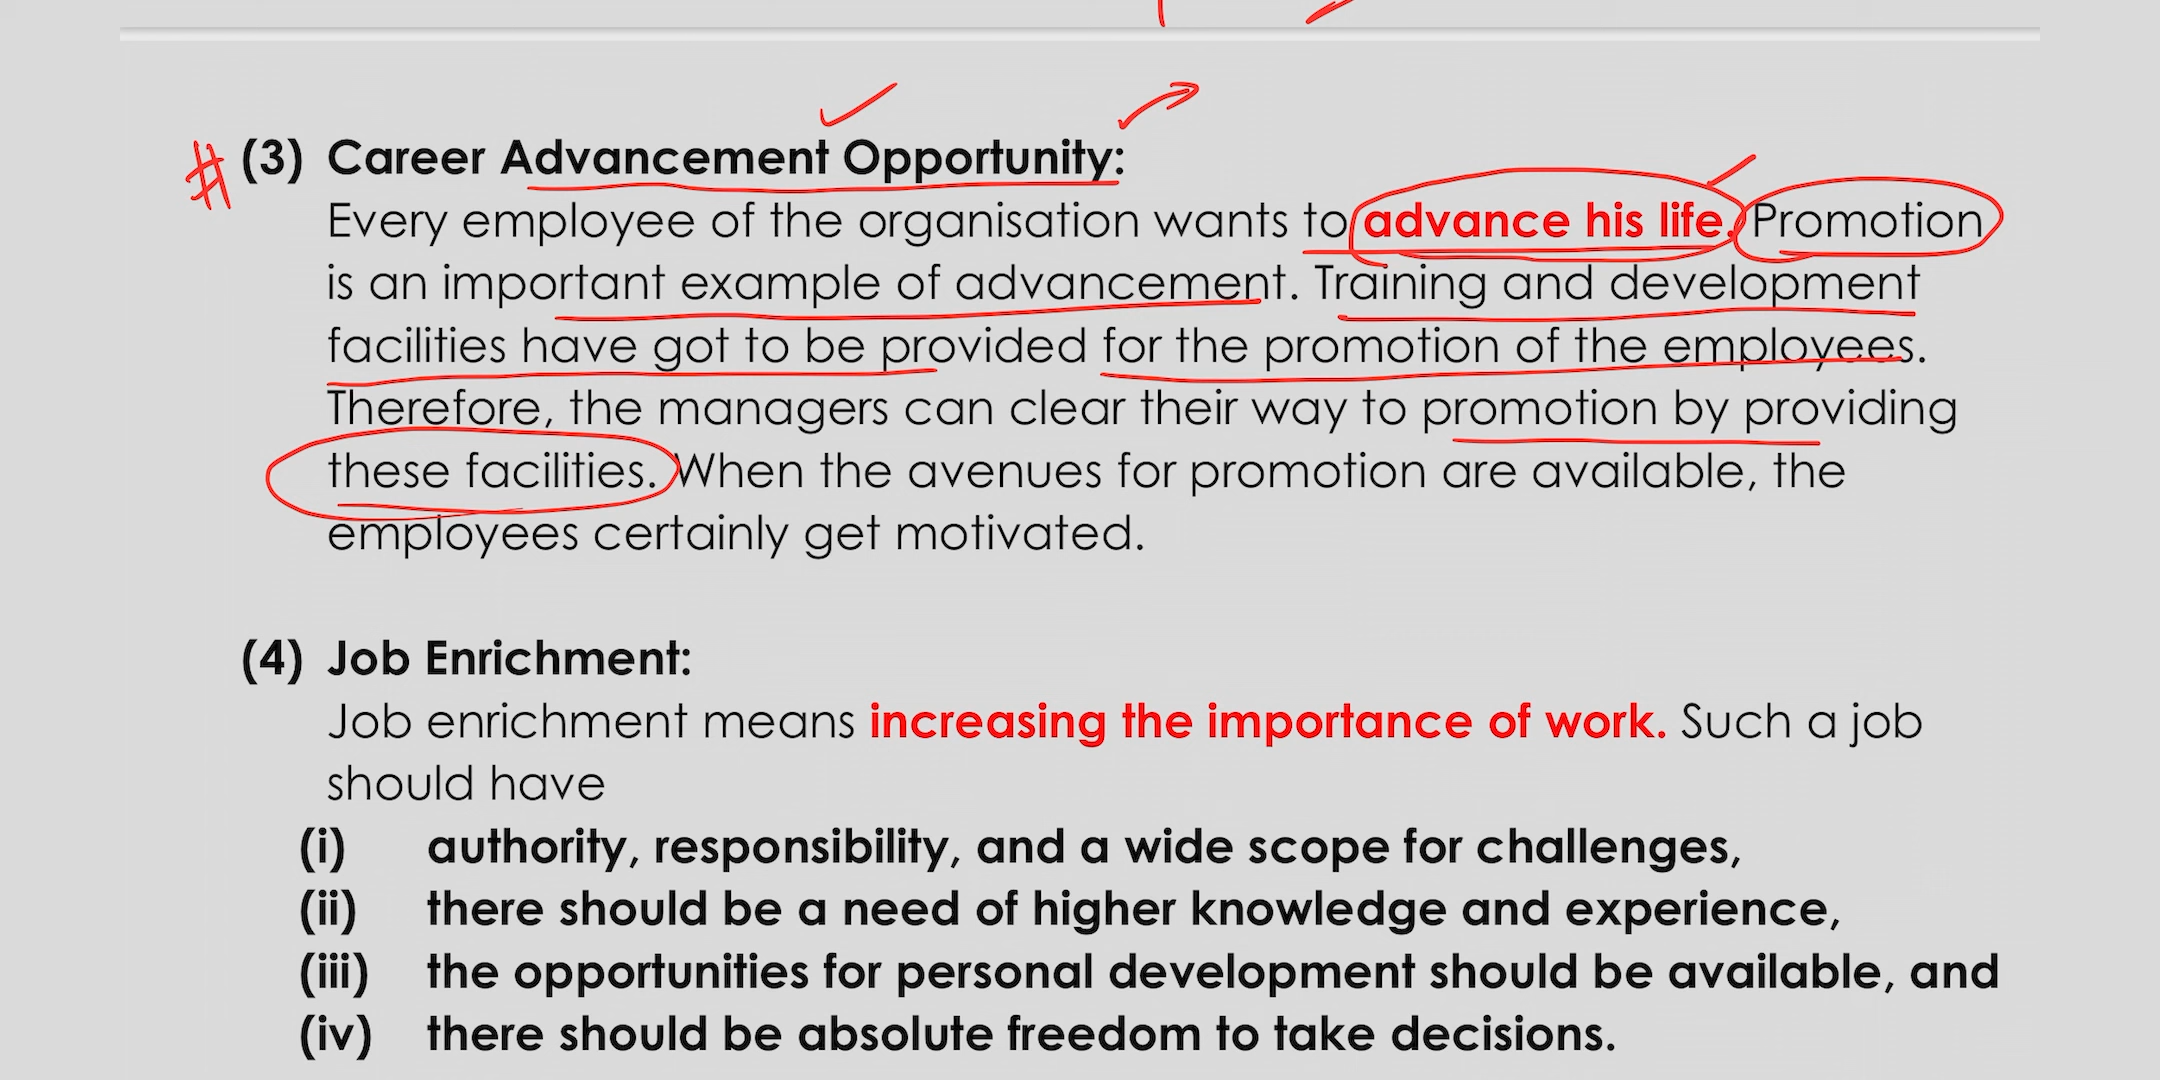 # (3) Career Advancement Opportunity:
Every employee of the organisation wants to advance his life. Promotion
is an important example of advancement. Training and development
facilities have got to be provided for the promotion of the employees.
Therefore, the managers can clear their way to promotion by providing
these facilities. When the avenues for promotion are available, the
employees certainly get motivated.
(4) Job Enrichment:
Job enrichment means increasing the importance of work. Such a job
should have
(i) authority, responsibility, and a wide scope for challenges,
(ii) there should be a need of higher knowledge and experience,
(iii) the opportunities for personal development should be available, and
(iv) there should be absolute freedom to take decisions.